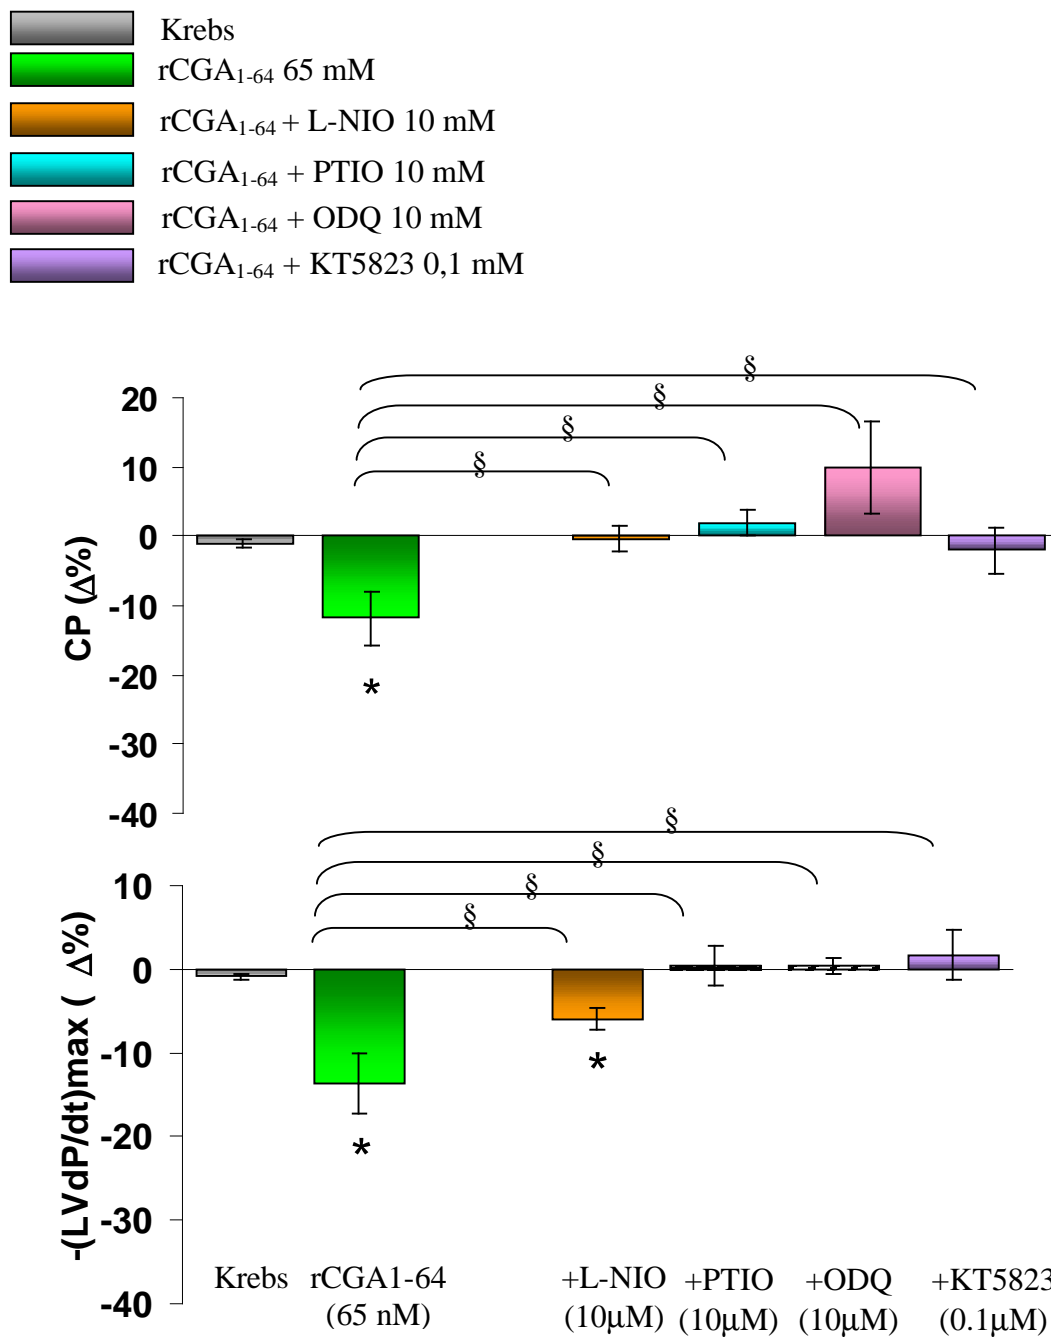 Krebs
rCGA1-64 65 mM
rCGA1-64 + L-NIO 10 mM
rCGA1-64 + PTIO 10 mM
rCGA1-64 + ODQ 10 mM
rCGA1-64 + KT5823 0,1 mM
CP (Δ%)
20
10
0
-10
-20
-30
-40
§
§
§
§
*
-(LVdP/dt)max ( Δ%)
10
0
-10
-20
-30
-40
§
§
§
§
*
*
Krebs rCGA1-64 +L-NIO +PTIO +ODQ +KT5823
(65 nM) (10µM) (10µM) (10µM) (0.1µM)